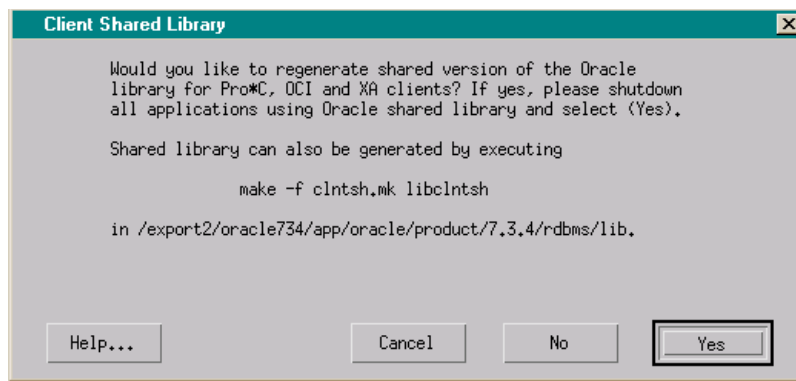 Client Shared Library
Would you like to regenerate shared version of the Oracle
library for Pro*C, OCI and XA clients? If yes, please shutdown
all applications using Oracle shared library and select (Yes).
Shared library can also be generated by executing
make -f clntsh.mk libclntsh
in /export2/oracle734/app/oracle/product/7.3.4/rdbms/lib.
Help... Cancel No Yes